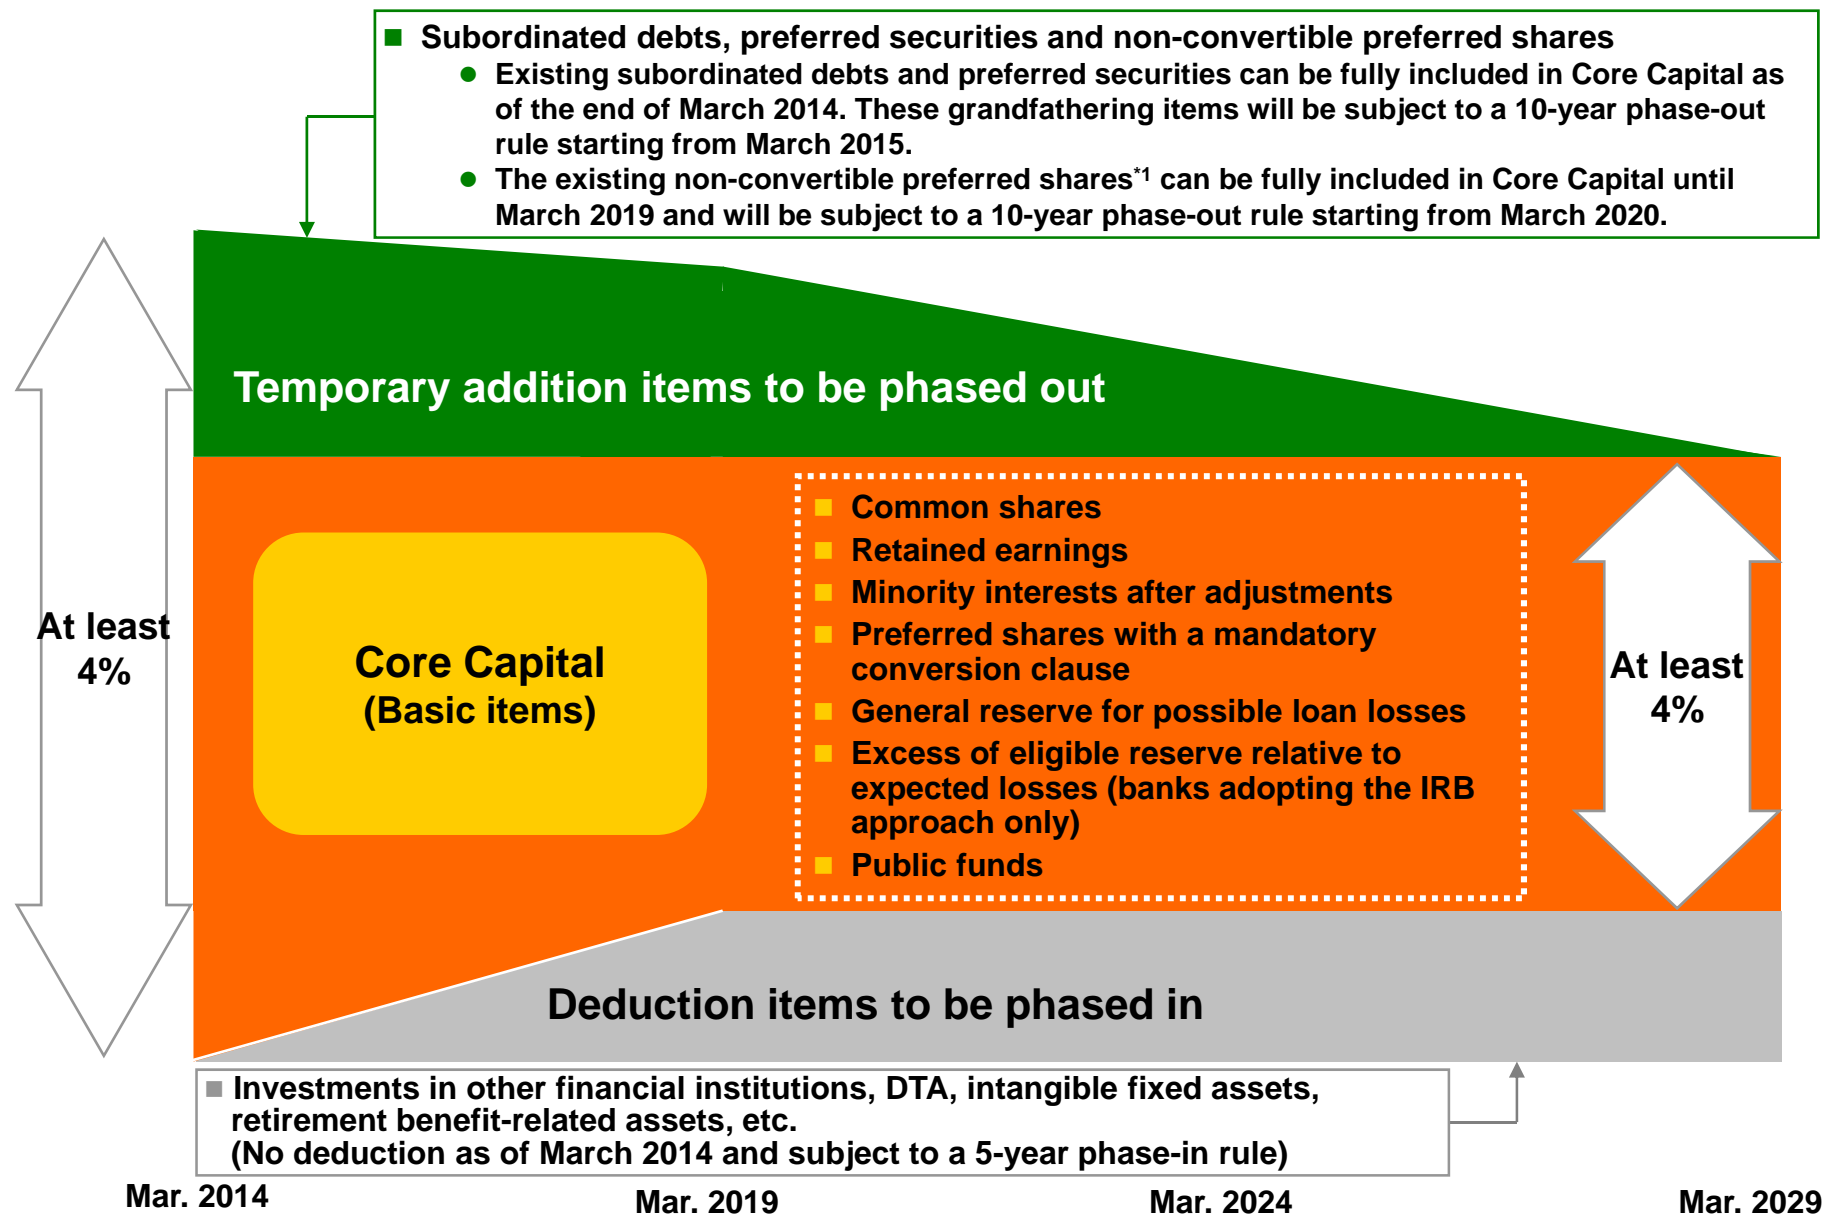 Subordinated debts, preferred securities and non-convertible preferred shares
Existing subordinated debts and preferred securities can be fully included in Core Capital as
of the end of March 2014. These grandfathering items will be subject to a 10-year phase-out
rule starting from March 2015.
The existing non-convertible preferred shares*1 can be fully included in Core Capital until
March 2019 and will be subject to a 10-year phase-out rule starting from March 2020.
Temporary addition items to be phased out
At least
4%
Core Capital
(Basic items)
Common shares
Retained earnings
Minority interests after adjustments
Preferred shares with a mandatory
conversion clause
General reserve for possible loan losses
Excess of eligible reserve relative to
expected losses (banks adopting the IRB
approach only)
Public funds
At least
4%
Deduction items to be phased in
Investments in other financial institutions, DTA, intangible fixed assets,
retirement benefit-related assets, etc.
(No deduction as of March 2014 and subject to a 5-year phase-in rule)
Mar. 2014
Mar. 2019
Mar. 2024
Mar. 2029